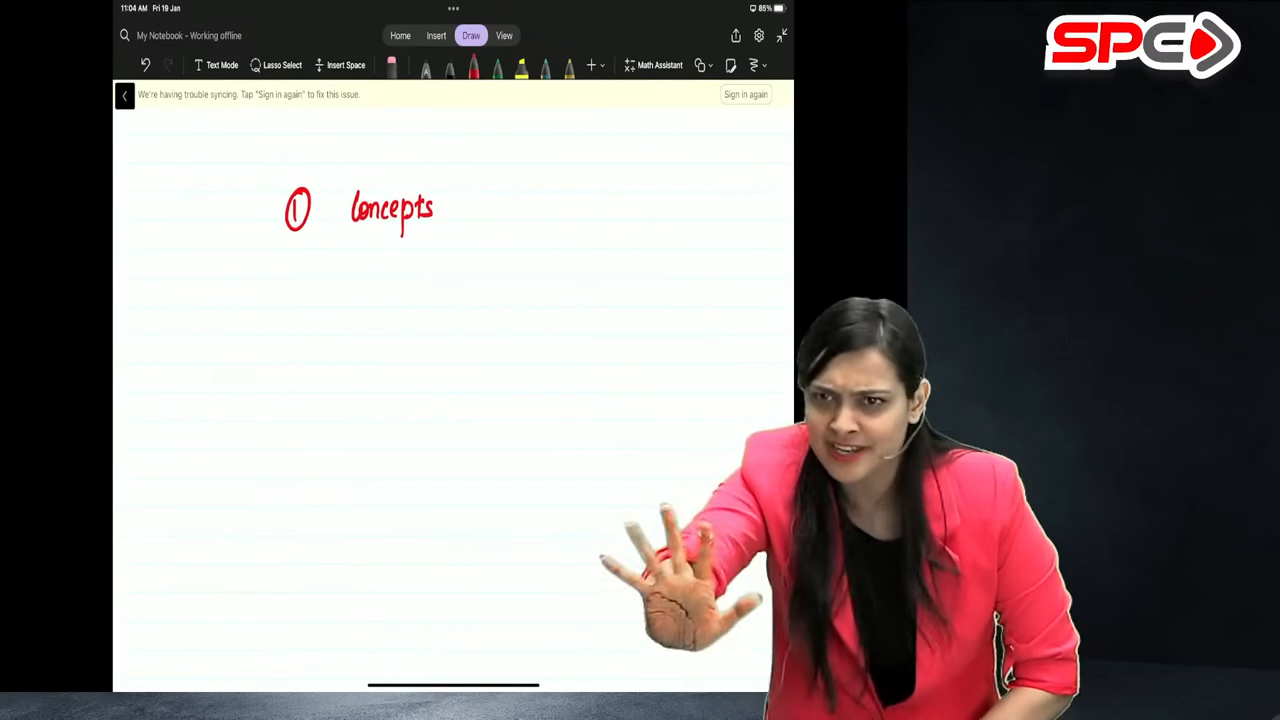 11:04 AM Fri 19 Jan
85%
My Notebook - Working offline
Home Insert Draw View
Text Mode Lasso Select Insert Space Math Assistant
We're having trouble syncing. Tap "Sign in again" to fix this issue.
Sign in again
SPED
① Concepts